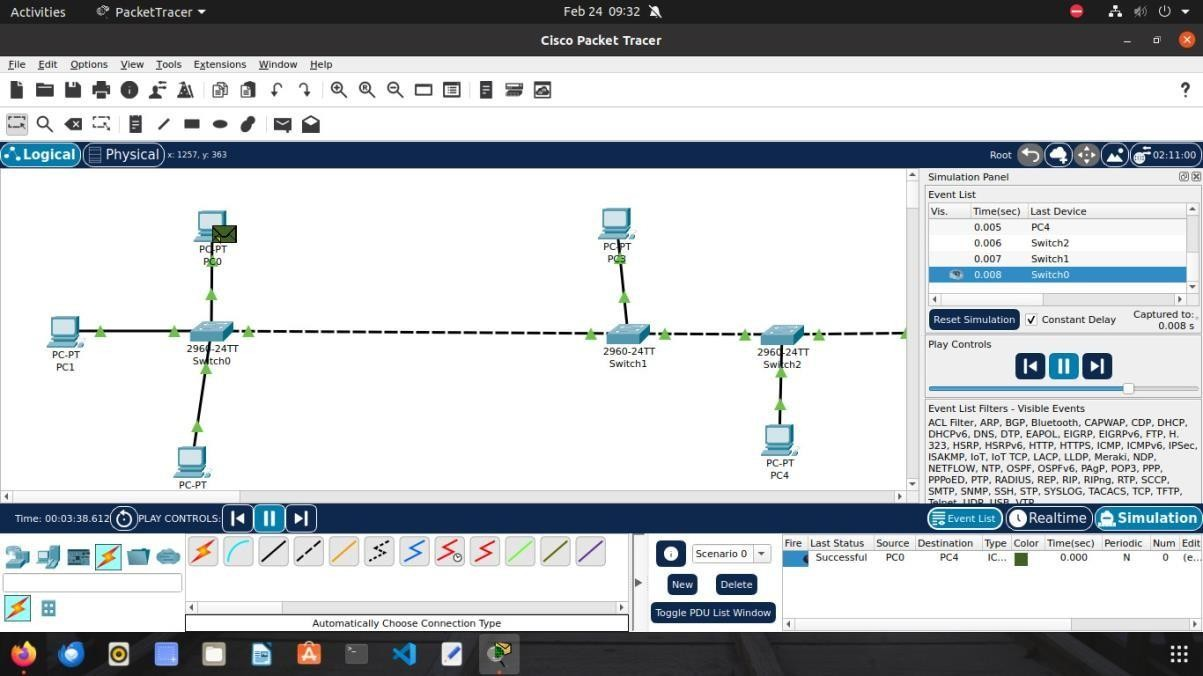 Activities PacketTracer Feb 24 09:32
Cisco Packet Tracer
File Edit Options View Tools Extensions Window Help
?
Logical Physical x: 1257, y: 363 Root 02:11:00
Simulation Panel
Event List
Vis. Time(sec) Last Device
0.005 PC4
0.006 Switch2
0.007 Switch1
0.008 Switch0
Reset Simulation Constant Delay Captured to:
0.008 s
Play Controls
Event List Filters - Visible Events
ACL Filter, ARP, BGP, Bluetooth, CAPWAP, CDP, DHCP,
DHCPv6, DNS, DTP, EAPOL, EIGRP, EIGRPv6, FTP, H.
323, HSRP, HSRPv6, HTTP, HTTPS, ICMP, ICMPv6, IPSec,
ISAKMP, IoT, IoT TCP, LACP, LLDP, Meraki, NDP,
NETFLOW, NTP, OSPF, OSPFv6, PAgP, POP3, PPP,
PPPoED, PTP, RADIUS, REP, RIP, RIPng, RTP, SCCP,
SMTP, SNMP, SSH, STP, SYSLOG, TACACS, TCP, TFTP,
Telnet, UDP, USB, VTP
PC-PT
PC0
PC-PT
PC3
PC-PT
PC1
2960-24TT
Switch0
2960-24TT
Switch1
2960-24TT
Switch2
PC-PT
PC-PT
PC4
Time: 00:03:38.612 PLAY CONTROLS:
Event List Realtime Simulation
Scenario 0
New Delete
Toggle PDU List Window
Fire Last Status Source Destination Type Color Time(sec) Periodic Num Edit
Successful PC0 PC4 IC... 0.000 N 0 (e...
Automatically Choose Connection Type